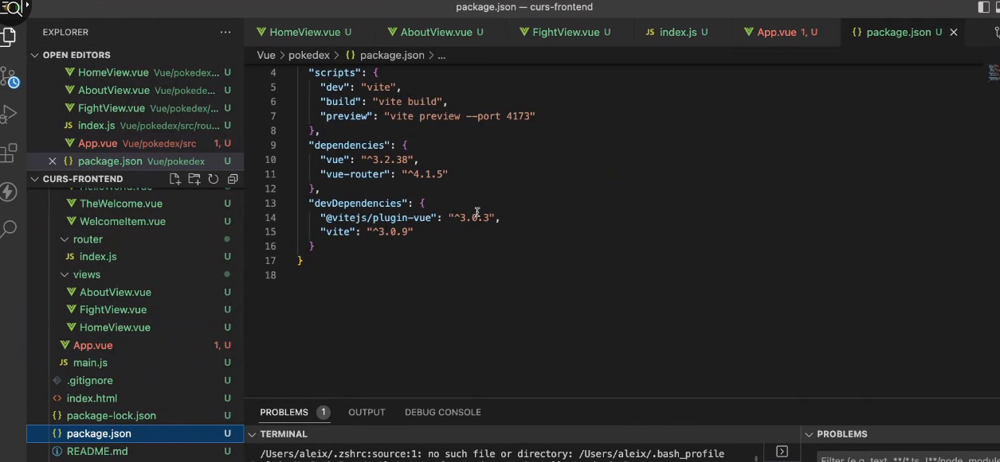 package.json — curs-frontend
EXPLORER ...
OPEN EDITORS
HomeView.vue Vue/pokedex... U
AboutView.vue Vue/pokede... U
FightView.vue Vue/pokedex/... U
JS index.js Vue/pokedex/src/rou... U
App.vue Vue/pokedex/src 1, U
{} package.json Vue/pokedex U
CURS-FRONTEND
TheWelcome.vue U
WelcomeItem.vue U
router
JS index.js U
views
AboutView.vue U
FightView.vue U
HomeView.vue U
App.vue 1, U
JS main.js U
.gitignore U
<> index.html U
{} package-lock.json U
{} package.json U
README.md U
HomeView.vue U AboutView.vue U FightView.vue U JS index.js U App.vue 1, U {} package.json U
Vue > pokedex > {} package.json > ...
4 "scripts": {
5 "dev": "vite",
6 "build": "vite build",
7 "preview": "vite preview --port 4173"
8 },
9 "dependencies": {
10 "vue": "^3.2.38",
11 "vue-router": "^4.1.5"
12 },
13 "devDependencies": {
14 "@vitejs/plugin-vue": "^3.0.3",
15 "vite": "^3.0.9"
16 }
17 }
18
PROBLEMS 1 OUTPUT DEBUG CONSOLE
TERMINAL
/Users/aleix/.zshrc:source:1: no such file or directory: /Users/aleix/.bash_profile
PROBLEMS